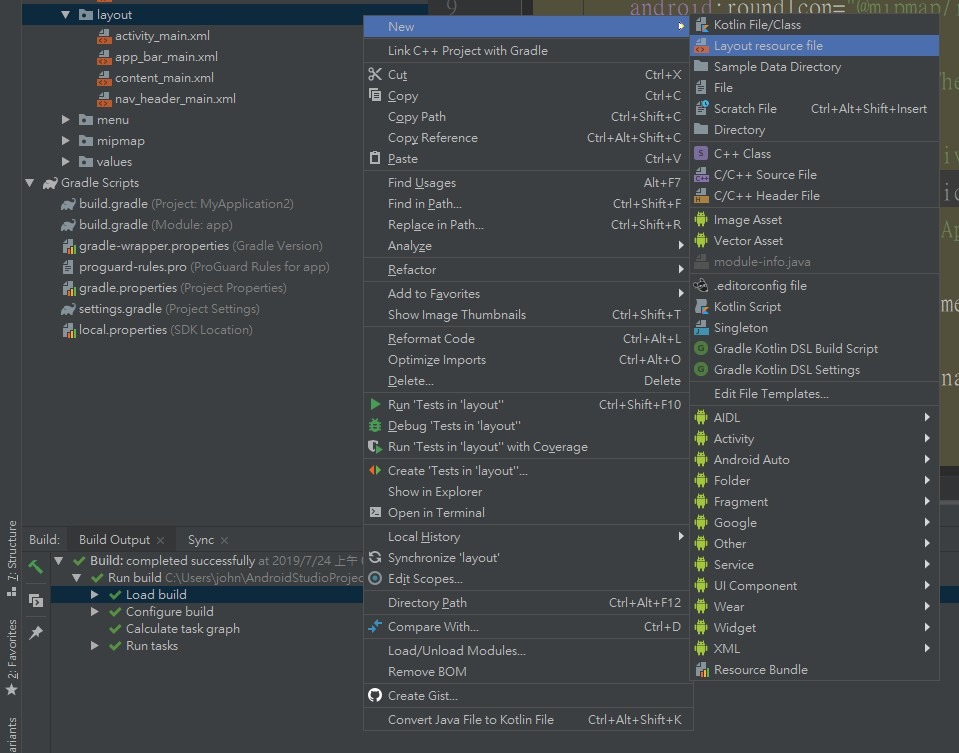 layout
activity_main.xml
app_bar_main.xml
content_main.xml
nav_header_main.xml
menu
mipmap
values
Gradle Scripts
build.gradle (Project: MyApplication2)
build.gradle (Module: app)
gradle-wrapper.properties (Gradle Version)
proguard-rules.pro (ProGuard Rules for app)
gradle.properties (Project Properties)
settings.gradle (Project Settings)
local.properties (SDK Location)
9
android:roundIcon="@mipmap/
New
Link C++ Project with Gradle
Cut Ctrl+X
Copy Ctrl+C
Copy Path Ctrl+Shift+C
Copy Reference Ctrl+Alt+Shift+C
Paste Ctrl+V
Find Usages Alt+F7
Find in Path... Ctrl+Shift+F
Replace in Path... Ctrl+Shift+R
Analyze
Refactor
Add to Favorites
Show Image Thumbnails Ctrl+Shift+T
Reformat Code Ctrl+Alt+L
Optimize Imports Ctrl+Alt+O
Delete... Delete
Run 'Tests in 'layout'' Ctrl+Shift+F10
Debug 'Tests in 'layout''
Run 'Tests in 'layout'' with Coverage
Create 'Tests in 'layout''...
Show in Explorer
Open in Terminal
Local History
Synchronize 'layout'
Edit Scopes...
Directory Path Ctrl+Alt+F12
Compare With... Ctrl+D
Load/Unload Modules...
Remove BOM
Create Gist...
Convert Java File to Kotlin File Ctrl+Alt+Shift+K
Kotlin File/Class
Layout resource file
Sample Data Directory
File
Scratch File Ctrl+Alt+Shift+Insert
Directory
C++ Class
C/C++ Source File
C/C++ Header File
Image Asset
Vector Asset
module-info.java
.editorconfig file
Kotlin Script
Singleton
Gradle Kotlin DSL Build Script
Gradle Kotlin DSL Settings
Edit File Templates...
AIDL
Activity
Android Auto
Folder
Fragment
Google
Other
Service
UI Component
Wear
Widget
XML
Resource Bundle
Build: Build Output Sync
Build: completed successfully at 2019/7/24 上午
Run build C:\Users\john\AndroidStudioProjec
Load build
Configure build
Calculate task graph
Run tasks
7: Structure
2: Favorites